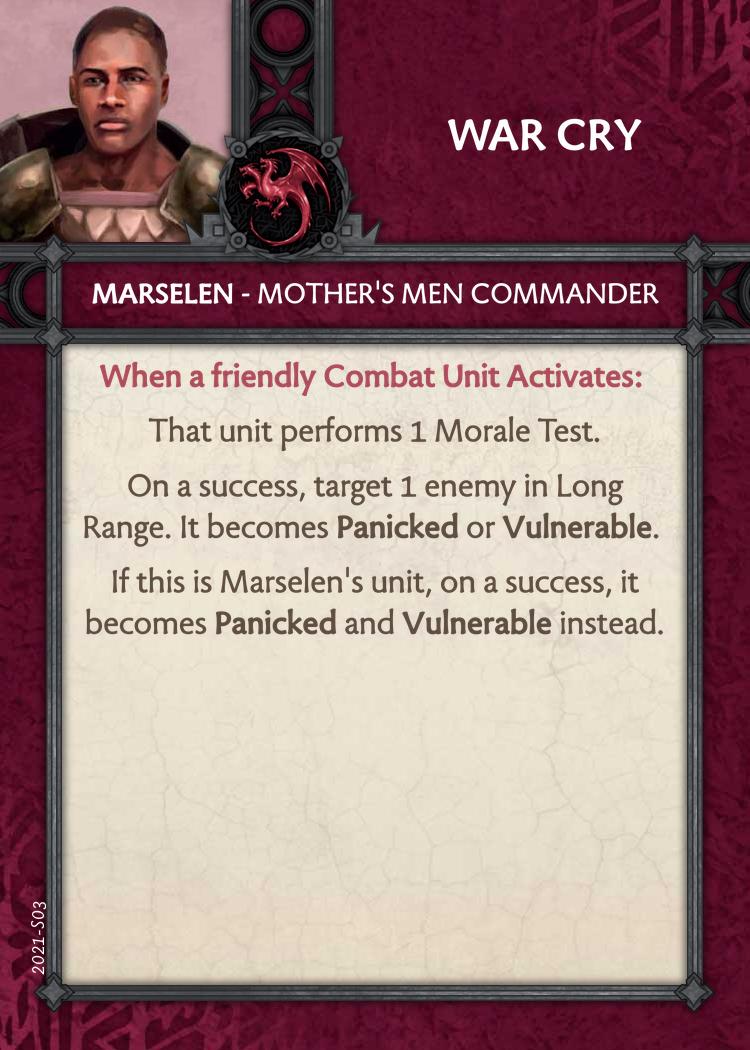 WAR CRY
MARSELEN - MOTHER'S MEN COMMANDER
When a friendly Combat Unit Activates:
That unit performs 1 Morale Test.
On a success, target 1 enemy in Long
Range. It becomes Panicked or Vulnerable.
If this is Marselen's unit, on a success, it
becomes Panicked and Vulnerable instead.
2021-S03